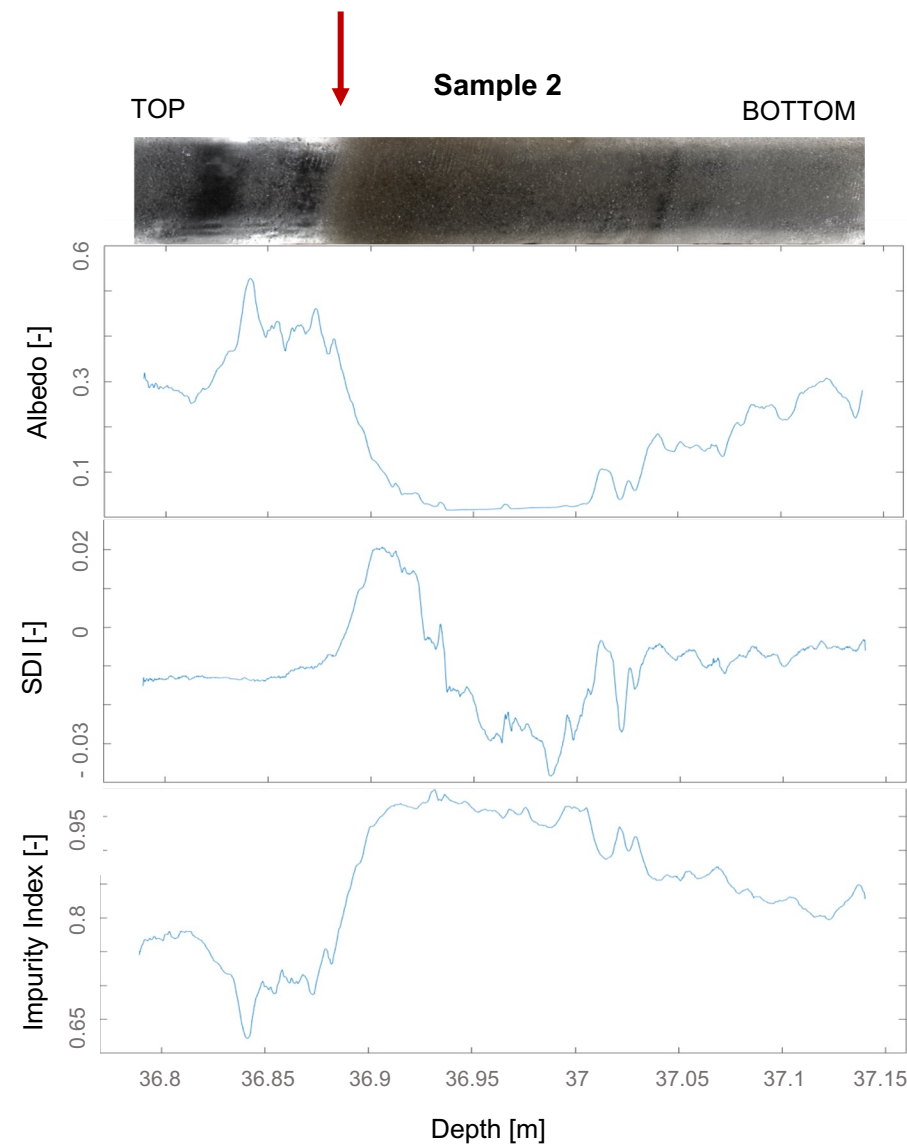 Sample 2
TOP
BOTTOM
Albedo [-]
0.6
0.3
0.1
SDI [-]
0.02
0
- 0.03
Impurity Index [-]
0.95
0.8
0.65
36.8 36.85 36.9 36.95 37 37.05 37.1 37.15
Depth [m]